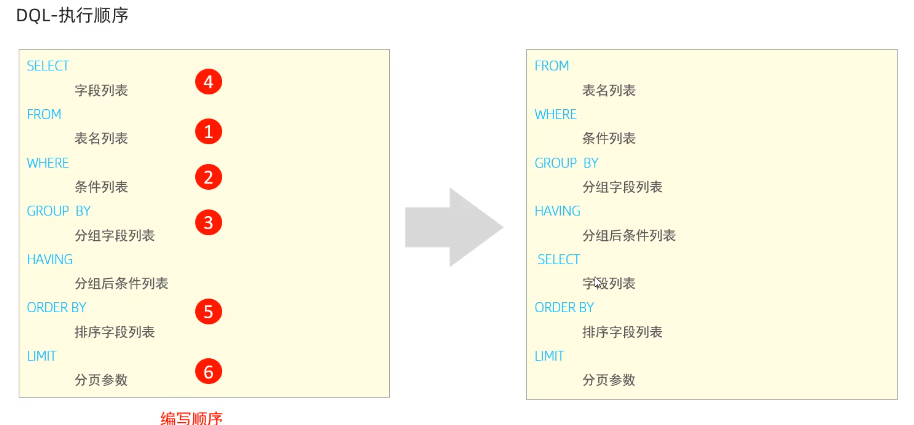 DQL-执行顺序
SELECT
4
字段列表
FROM
1
表名列表
WHERE
2
条件列表
GROUP BY
3
分组字段列表
HAVING
分组后条件列表
ORDER BY
5
排序字段列表
LIMIT
6
分页参数
编写顺序
FROM
表名列表
WHERE
条件列表
GROUP BY
分组字段列表
HAVING
分组后条件列表
SELECT
字段列表
ORDER BY
排序字段列表
LIMIT
分页参数